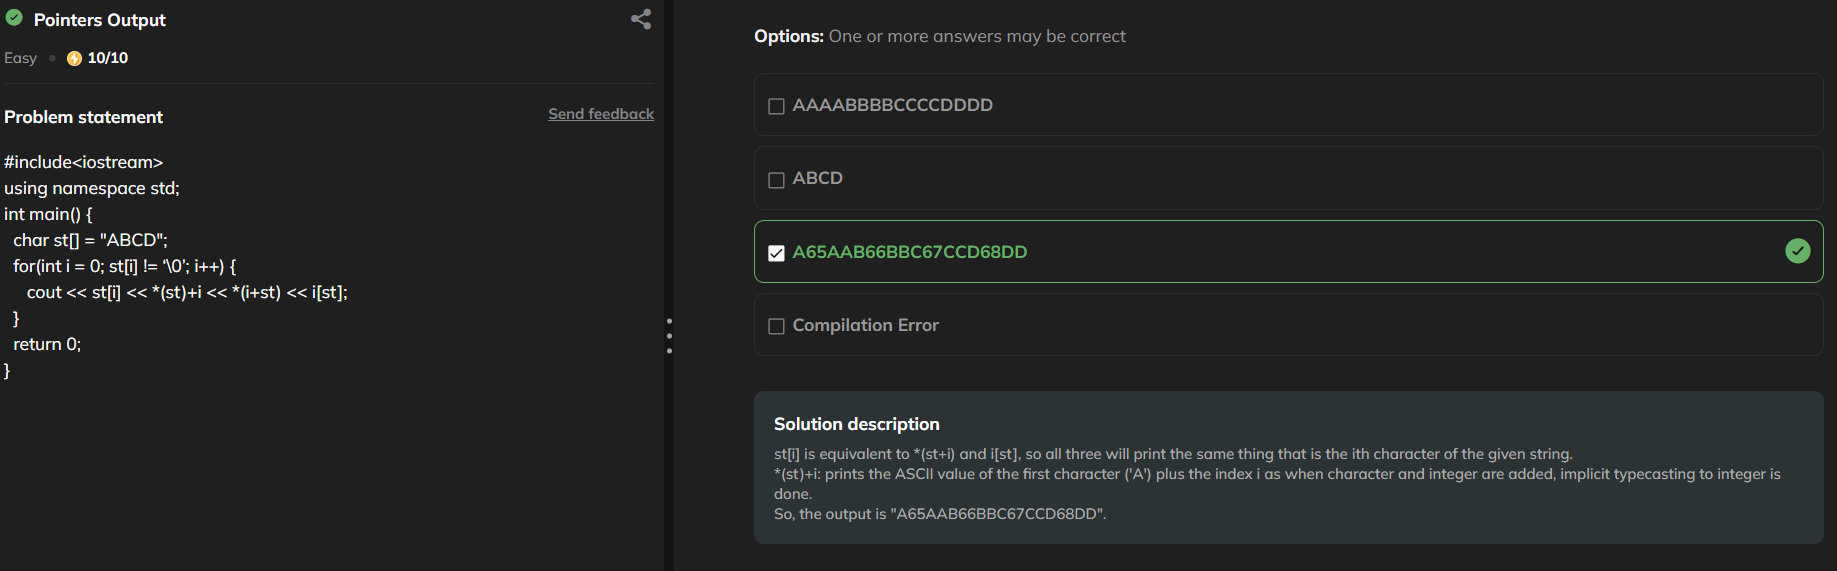 Pointers Output
Easy 10/10
Problem statement
Send feedback
#include<iostream>
using namespace std;
int main() {
char st[] = "ABCD";
for(int i = 0; st[i] != ‘\0’; i++) {
cout << st[i] << *(st)+i << *(i+st) << i[st];
}
return 0;
}
Options: One or more answers may be correct
AAAABBBBCCCCDDDD
ABCD
A65AAB66BBC67CCD68DD
Compilation Error
Solution description
st[i] is equivalent to *(st+i) and i[st], so all three will print the same thing that is the ith character of the given string.
*(st)+i: prints the ASCII value of the first character ('A') plus the index i as when character and integer are added, implicit typecasting to integer is
done.
So, the output is "A65AAB66BBC67CCD68DD".